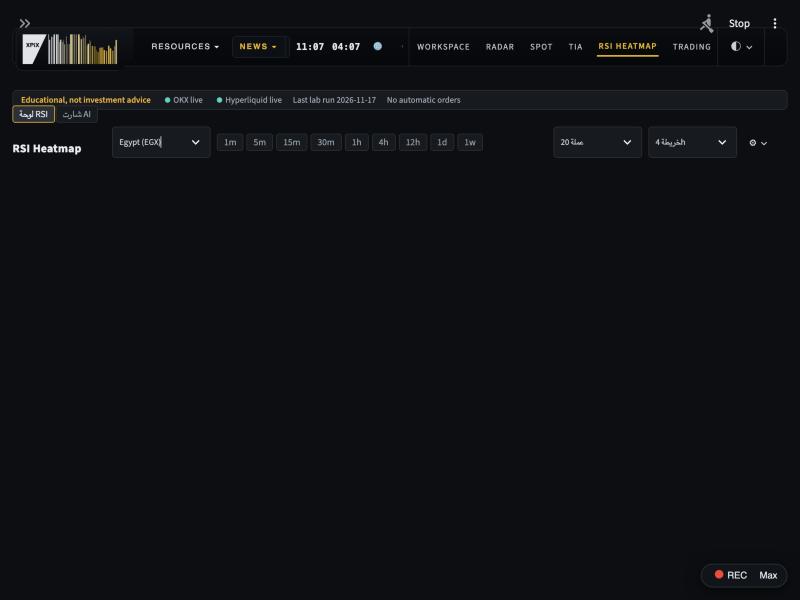 Stop
XPIX RESOURCES NEWS 11:07 04:07 WORKSPACE RADAR SPOT TIA RSI HEATMAP TRADING
Educational, not investment advice OKX live Hyperliquid live Last lab run 2026-11-17 No automatic orders
لوحة RSI شارت AI
RSI Heatmap Egypt (EGX) 1m 5m 15m 30m 1h 4h 12h 1d 1w 20 عملة الخريطة 4
REC Max